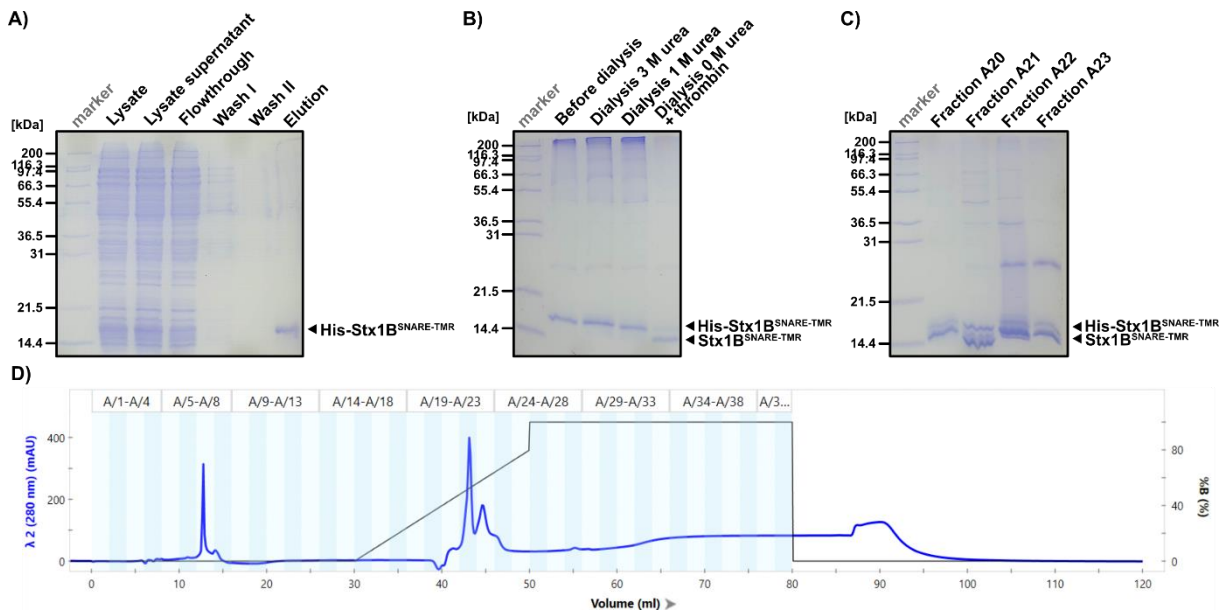 A)
marker
Lysate
Lysate supernatant
Flowthrough
Wash I
Wash II
Elution
[kDa]
200
116.3
97.4
66.3
55.4
36.5
31
21.5
14.4
His-Stx1B SNARE-TMR
B)
marker
Before dialysis
Dialysis 3 M urea
Dialysis 1 M urea
Dialysis 0 M urea
+ thrombin
[kDa]
200
116.3
97.4
66.3
55.4
36.5
31
21.5
14.4
His-Stx1B SNARE-TMR
Stx1B SNARE-TMR
C)
marker
Fraction A20
Fraction A21
Fraction A22
Fraction A23
[kDa]
200
116.3
97.4
66.3
55.4
36.5
31
21.5
14.4
His-Stx1B SNARE-TMR
Stx1B SNARE-TMR
D)
A/1-A/4 A/5-A/8 A/9-A/13 A/14-A/18 A/19-A/23 A/24-A/28 A/29-A/33 A/34-A/38 A/3...
λ 2 (280 nm) (mAU)
400
200
0
%B (%)
80
60
40
20
0
0 10 20 30 40 50 60 70 80 90 100 110 120
Volume (ml)